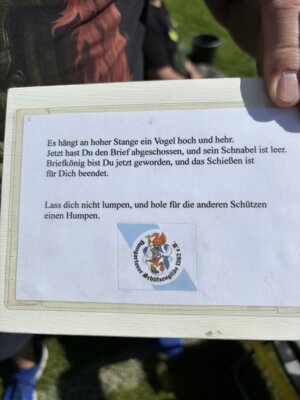 Es hängt an hoher Stange ein Vogel hoch und hehr.
Jetzt hast Du den Brief abgeschossen, und sein Schnabel ist leer.
Briefkönig bist Du jetzt geworden, und das Schießen ist
für Dich beendet.
Lass dich nicht lumpen, und hole für die anderen Schützen
einen Humpen.
Schützengilde 1963 e.V.